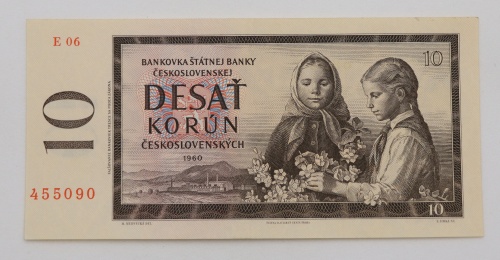 E 06
BANKOVKA ŠTÁTNEJ BANKY
ČESKOSLOVENSKEJ
DESAŤ
KORÚN
ČESKOSLOVENSKÝCH
1960
10
10
455090
10